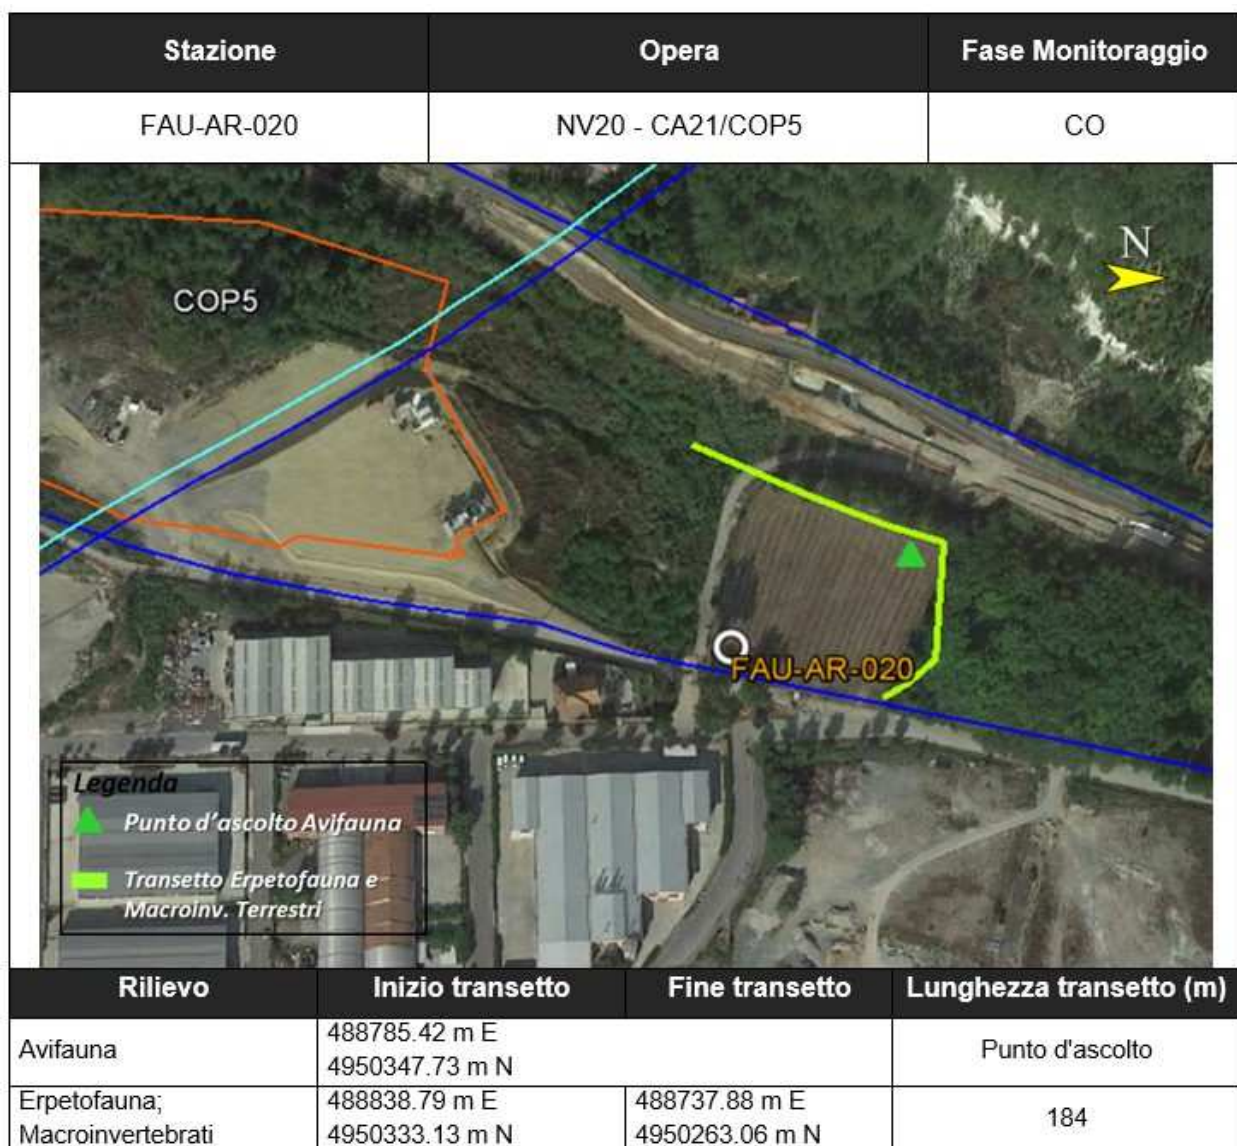 Stazione Opera Fase Monitoraggio
FAU-AR-020 NV20 - CA21/COP5 CO
COP5
N
FAU-AR-020
Legenda
Punto d'ascolto Avifauna
Transetto Erpetofauna e
Macroinv. Terrestri
Rilievo Inizio transetto Fine transetto Lunghezza transetto (m)
Avifauna 488785.42 m E
4950347.73 m N Punto d'ascolto
Erpetofauna; 488838.79 m E 488737.88 m E 184
Macroinvertebrati 4950333.13 m N 4950263.06 m N